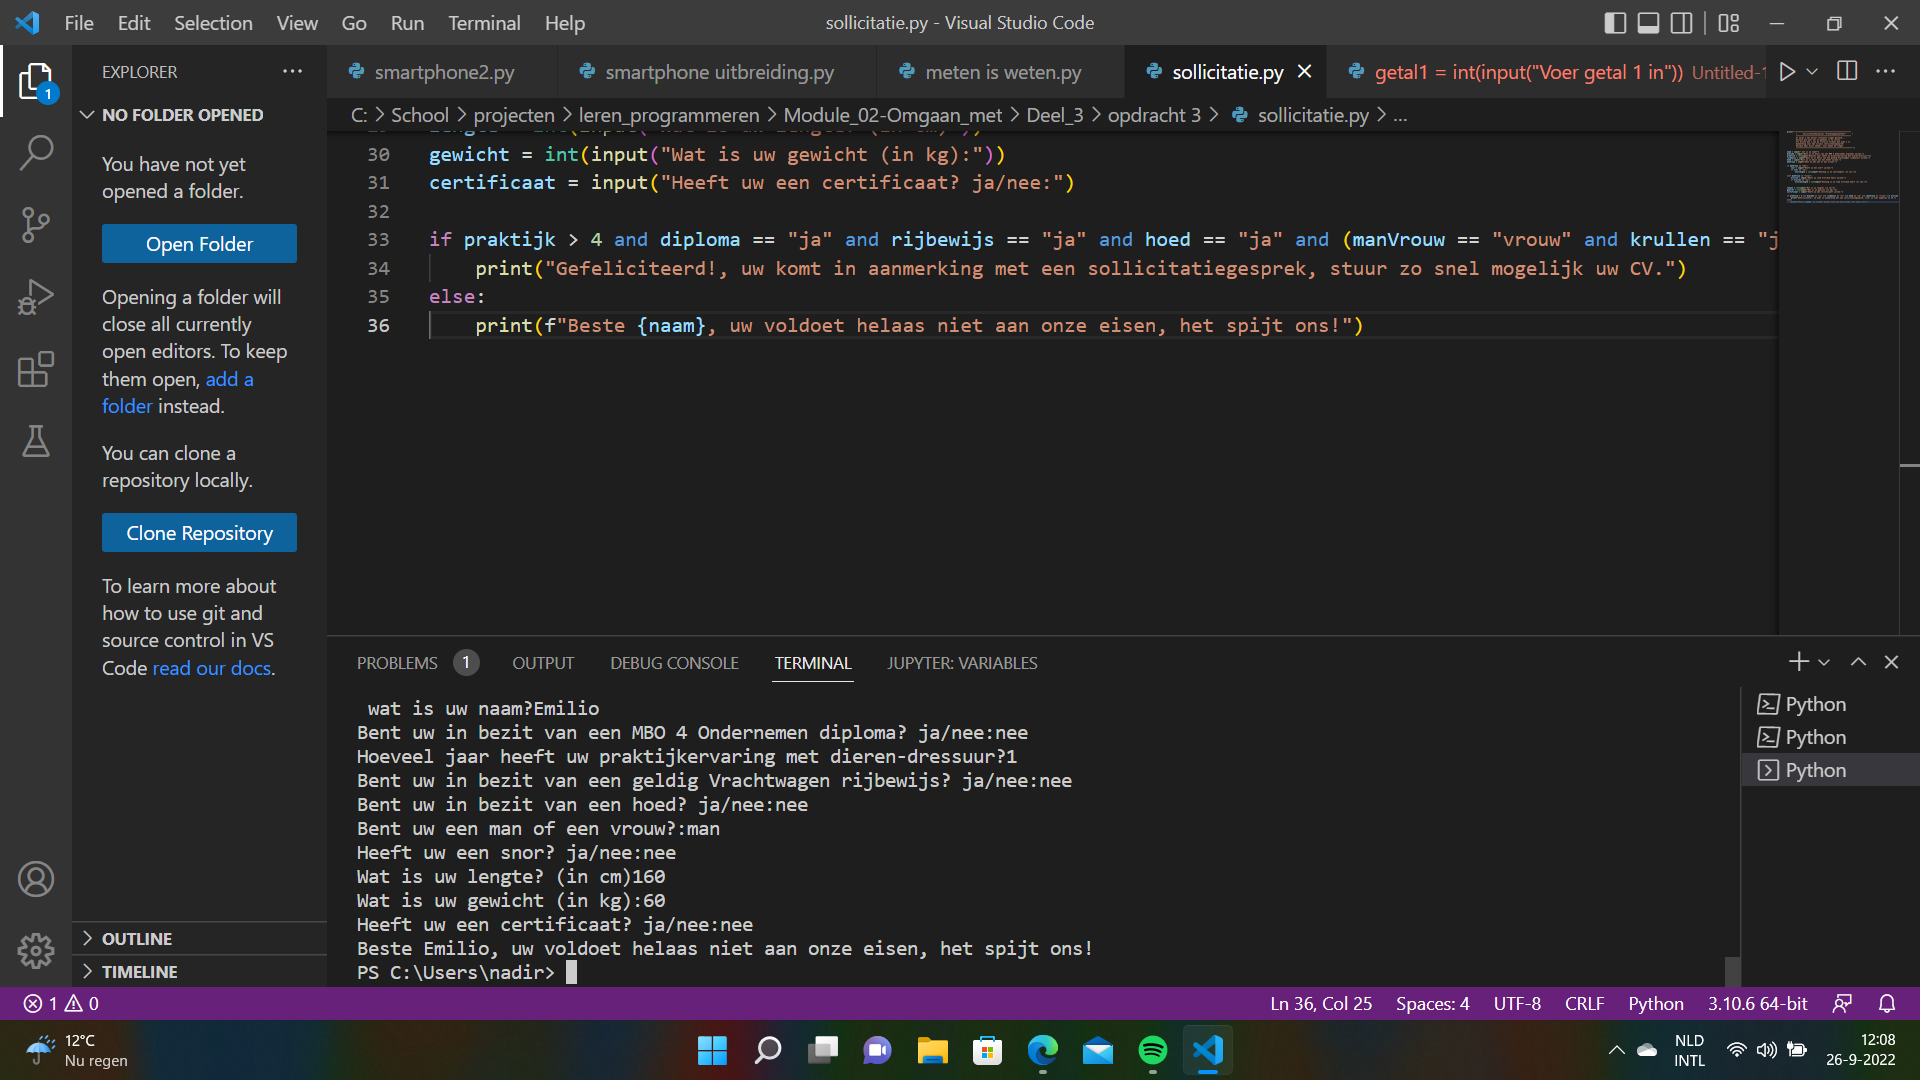 File Edit Selection View Go Run Terminal Help
sollicitatie.py - Visual Studio Code
EXPLORER
smartphone2.py
smartphone uitbreiding.py
meten is weten.py
sollicitatie.py
getal1 = int(input("Voer getal 1 in")) Untitled-1
1
NO FOLDER OPENED
C: > School > projecten > leren_programmeren > Module_02-Omgaan_met > Deel_3 > opdracht 3 > sollicitatie.py > ...
You have not yet
opened a folder.
Open Folder
Opening a folder will
close all currently
open editors. To keep
them open, add a
folder instead.
You can clone a
repository locally.
Clone Repository
To learn more about
how to use git and
source control in VS
Code read our docs.
OUTLINE
TIMELINE
30 gewicht = int(input("Wat is uw gewicht (in kg):"))
31 certificaat = input("Heeft uw een certificaat? ja/nee:")
32
33 if praktijk > 4 and diploma == "ja" and rijbewijs == "ja" and hoed == "ja" and (manVrouw == "vrouw" and krullen == "j
34 print("Gefeliciteerd!, uw komt in aanmerking met een sollicitatiegesprek, stuur zo snel mogelijk uw CV.")
35 else:
36 print(f"Beste {naam}, uw voldoet helaas niet aan onze eisen, het spijt ons!")
PROBLEMS 1 OUTPUT DEBUG CONSOLE TERMINAL JUPYTER: VARIABLES
wat is uw naam?Emilio
Bent uw in bezit van een MBO 4 Ondernemen diploma? ja/nee:nee
Hoeveel jaar heeft uw praktijkervaring met dieren-dressuur?1
Bent uw in bezit van een geldig Vrachtwagen rijbewijs? ja/nee:nee
Bent uw in bezit van een hoed? ja/nee:nee
Bent uw een man of een vrouw?:man
Heeft uw een snor? ja/nee:nee
Wat is uw lengte? (in cm)160
Wat is uw gewicht (in kg):60
Heeft uw een certificaat? ja/nee:nee
Beste Emilio, uw voldoet helaas niet aan onze eisen, het spijt ons!
PS C:\Users\nadir>
Python
Python
Python
1 0
Ln 36, Col 25 Spaces: 4 UTF-8 CRLF Python 3.10.6 64-bit
12°C
Nu regen
NLD
INTL
12:08
26-9-2022